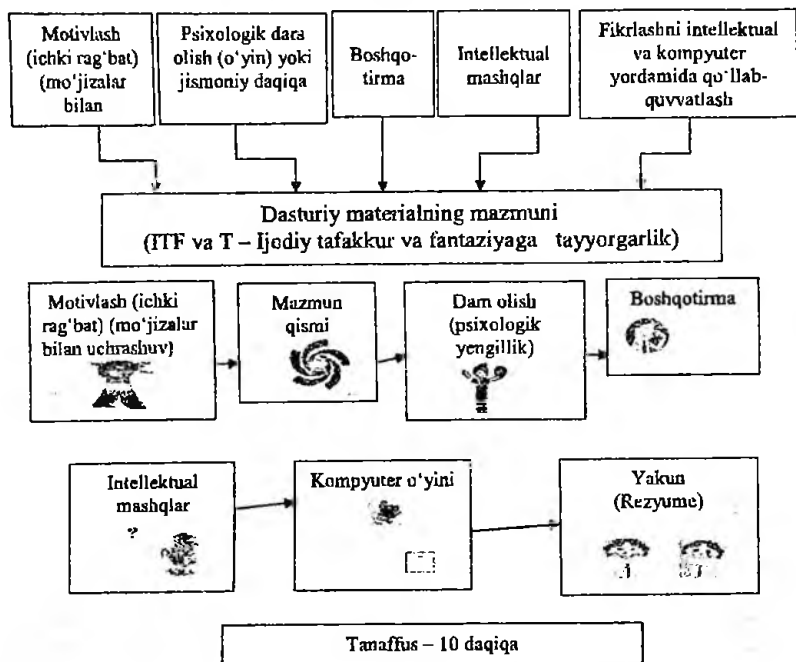 Motivlash
(ichki rag‘bat)
(mo‘jizalar
bilan
Psixologik dara
olish (o‘yin) yoki
jismoniy daqiqa
Boshqo-
tirma
Intellektual
mashqlar
Fikrlashni intellektual
va kompyuter
yordamida qo‘llab-
quvvatlash
Dasturiy materialning mazmuni
(ITF va T – Ijodiy tafakkur va fantaziyaga tayyorgarlik)
Motivlash (ichki
rag‘bat) (mo‘jizalar
bilan uchrashuv)
Mazmun
qismi
Dam olish
(psixologik
yengillik)
Boshqotirma
Intellektual
mashqlar
?
Kompyuter o‘yini
Yakun
(Rezyume)
Tanaffus – 10 daqiqa